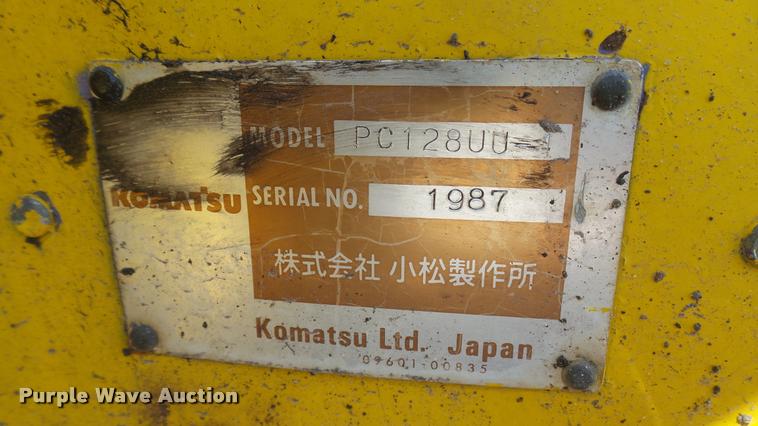 MODEL PC128UU-1
KOMATSU
SERIAL NO. 1987
株式会社 小松製作所
Komatsu Ltd. Japan
09601-00835
Purple Wave Auction®